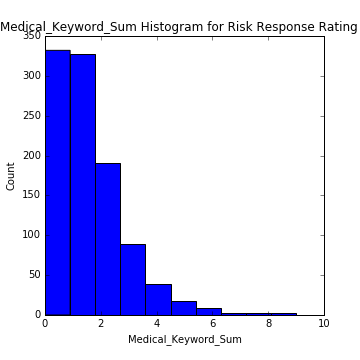 Medical_Keyword_Sum Histogram for Risk Response Rating
350
300
250
200
150
100
50
0
Count
0 2 4 6 8 10
Medical_Keyword_Sum